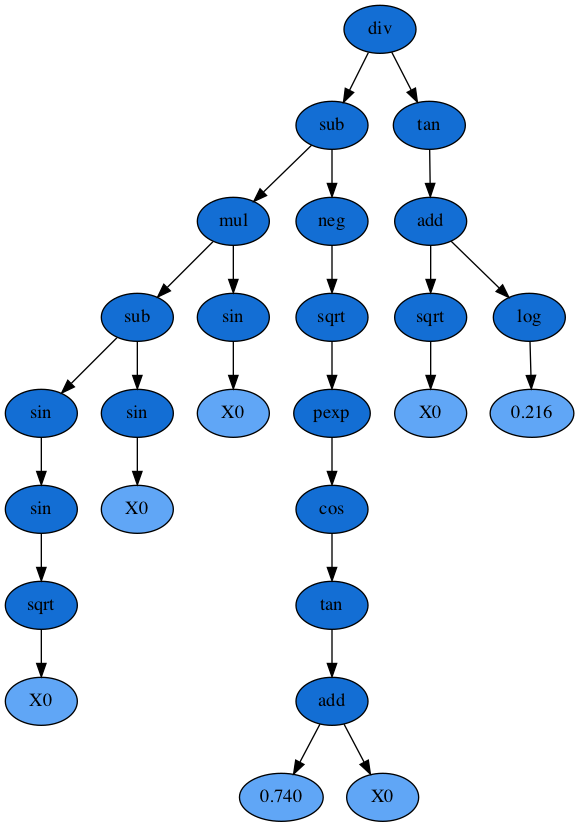 div
sub tan
mul neg add
sub sin sqrt sqrt log
sin sin X0 pexp X0 0.216
sin X0 cos
sqrt tan
X0 add
0.740 X0